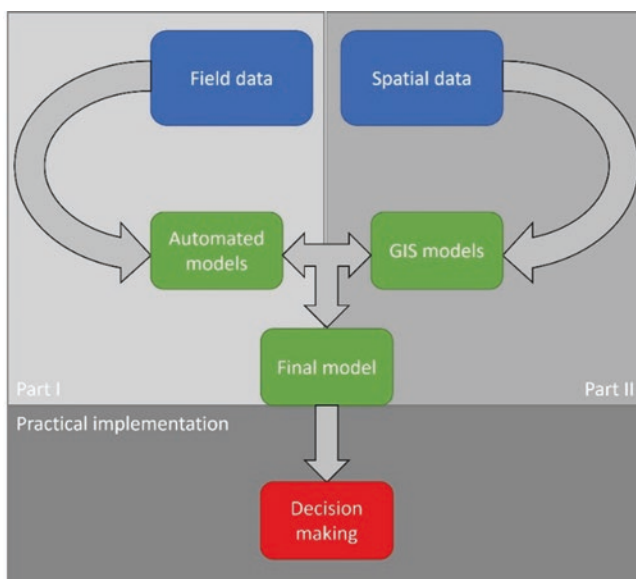 Field data
Spatial data
Automated
models
GIS models
Final model
Part I
Part II
Practical implementation
Decision
making